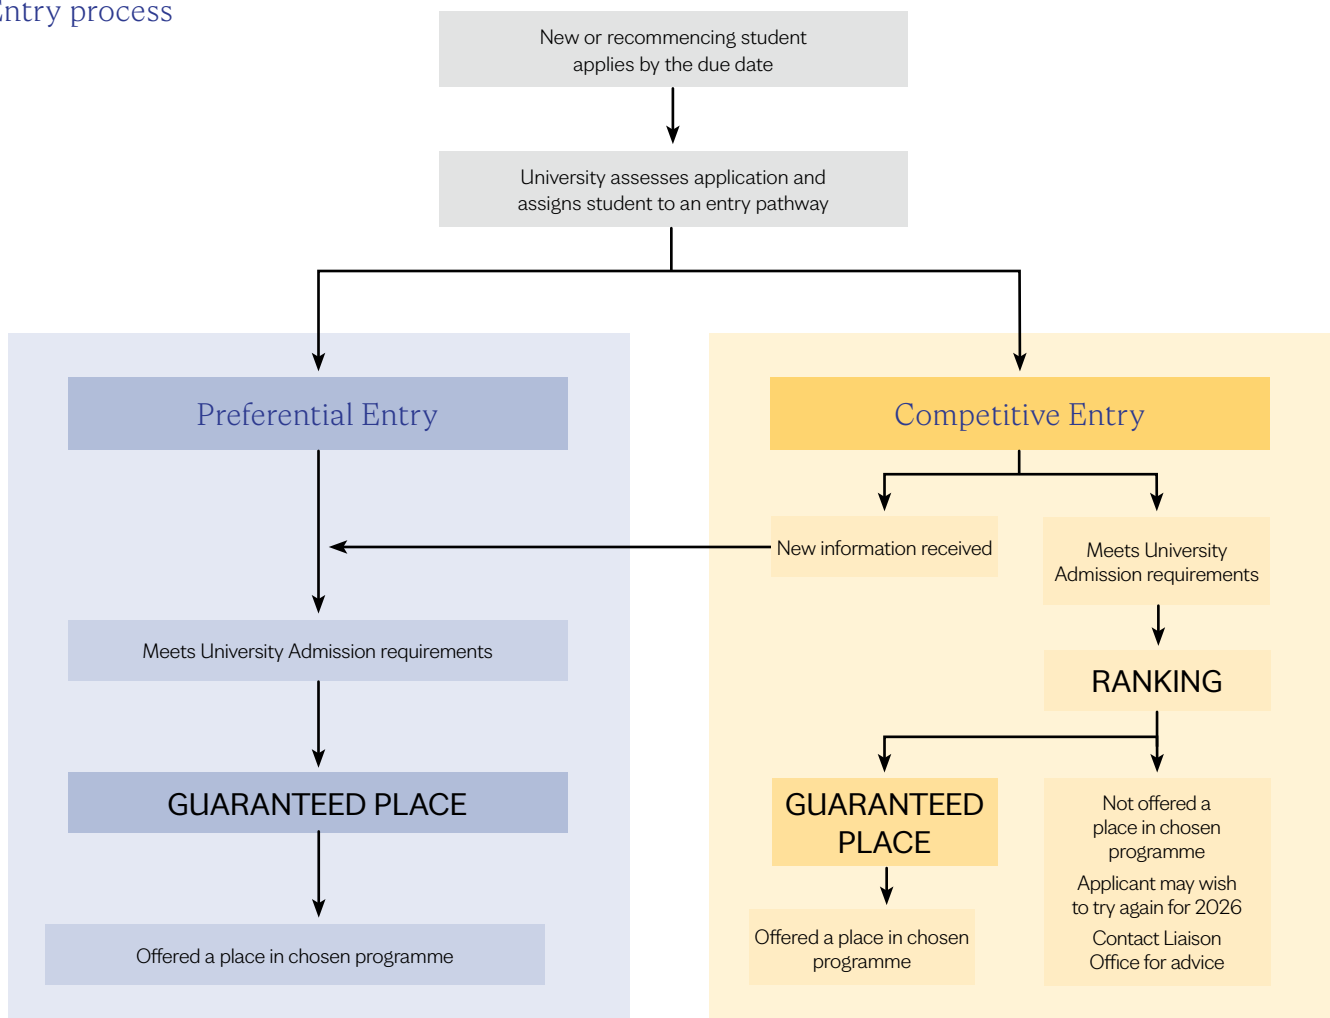 Entry process
New or recommencing student
applies by the due date
University assesses application and
assigns student to an entry pathway
Preferential Entry
Competitive Entry
New information received
Meets University
Admission requirements
Meets University Admission requirements
RANKING
GUARANTEED PLACE
GUARANTEED
PLACE
Not offered a
place in chosen
programme
Applicant may wish
to try again for 2026
Contact Liaison
Office for advice
Offered a place in chosen programme
Offered a place in chosen
programme